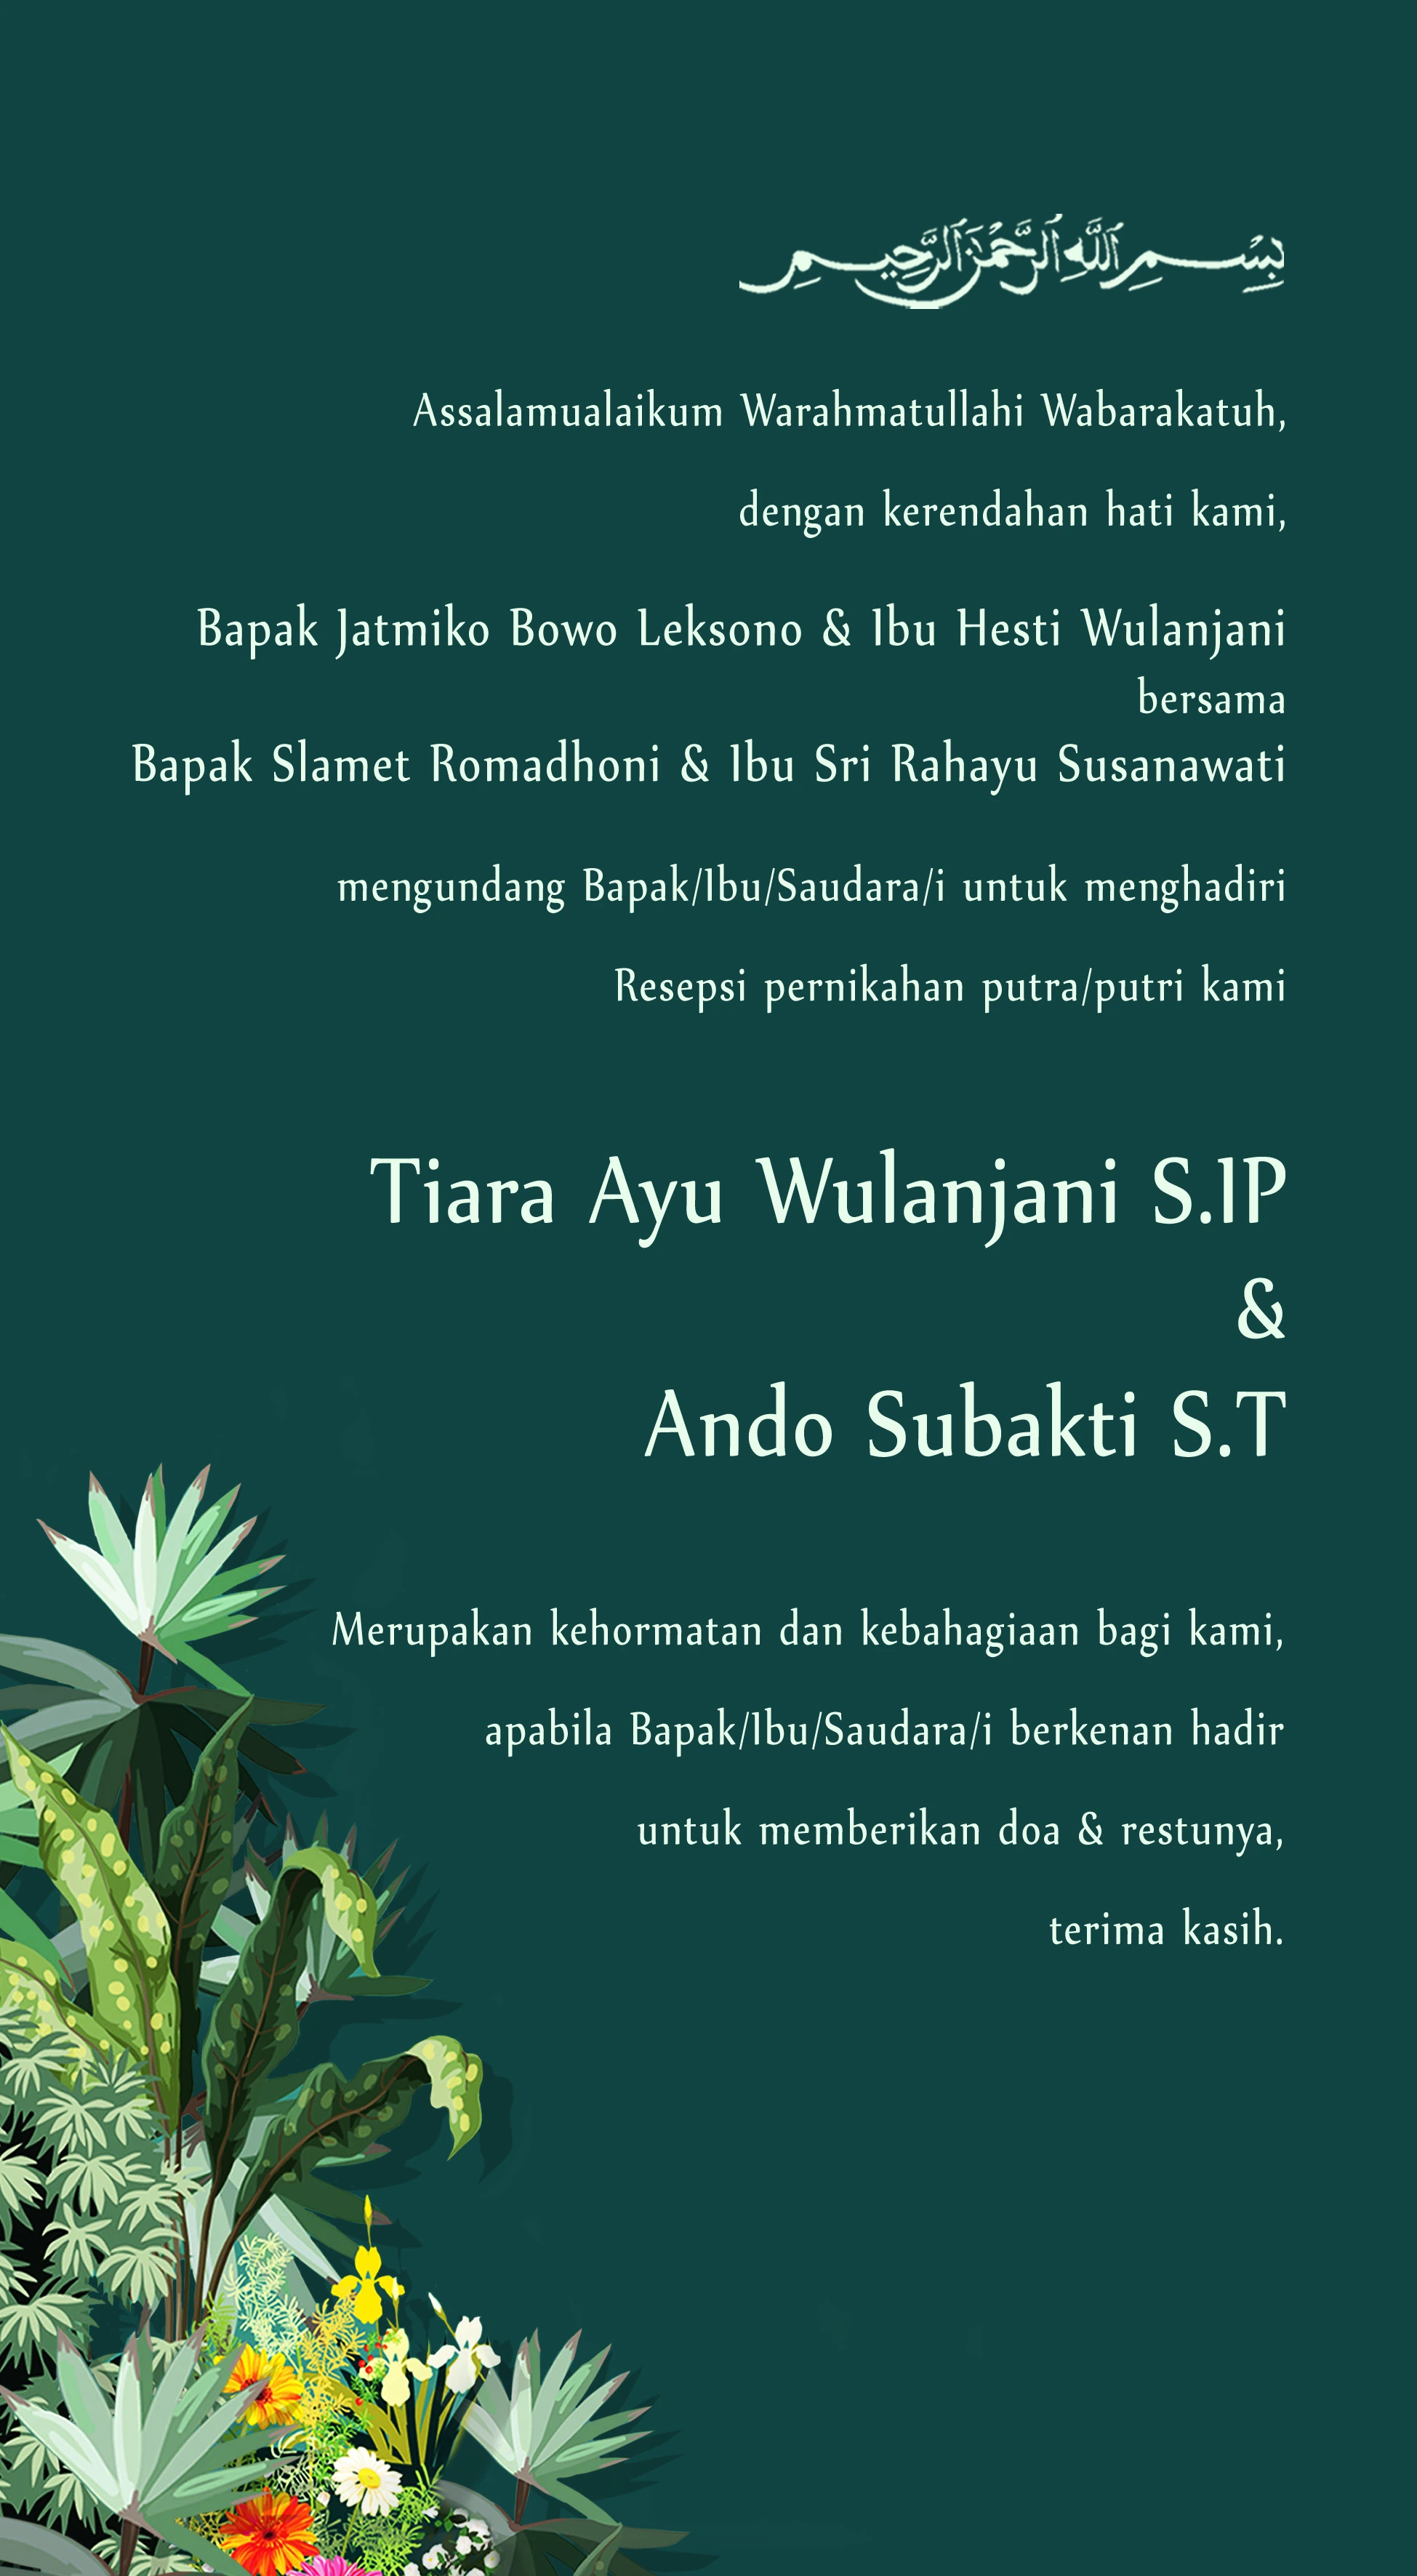 بِسْمِ اللَّهِ الرَّحْمَٰنِ الرَّحِيمِ
Assalamualaikum Warahmatullahi Wabarakatuh,
dengan kerendahan hati kami,
Bapak Jatmiko Bowo Leksono & Ibu Hesti Wulanjani
bersama
Bapak Slamet Romadhoni & Ibu Sri Rahayu Susanawati
mengundang Bapak/Ibu/Saudara/i untuk menghadiri
Resepsi pernikahan putra/putri kami
Tiara Ayu Wulanjani S.IP
&
Ando Subakti S.T
Merupakan kehormatan dan kebahagiaan bagi kami,
apabila Bapak/Ibu/Saudara/i berkenan hadir
untuk memberikan doa & restunya,
terima kasih.